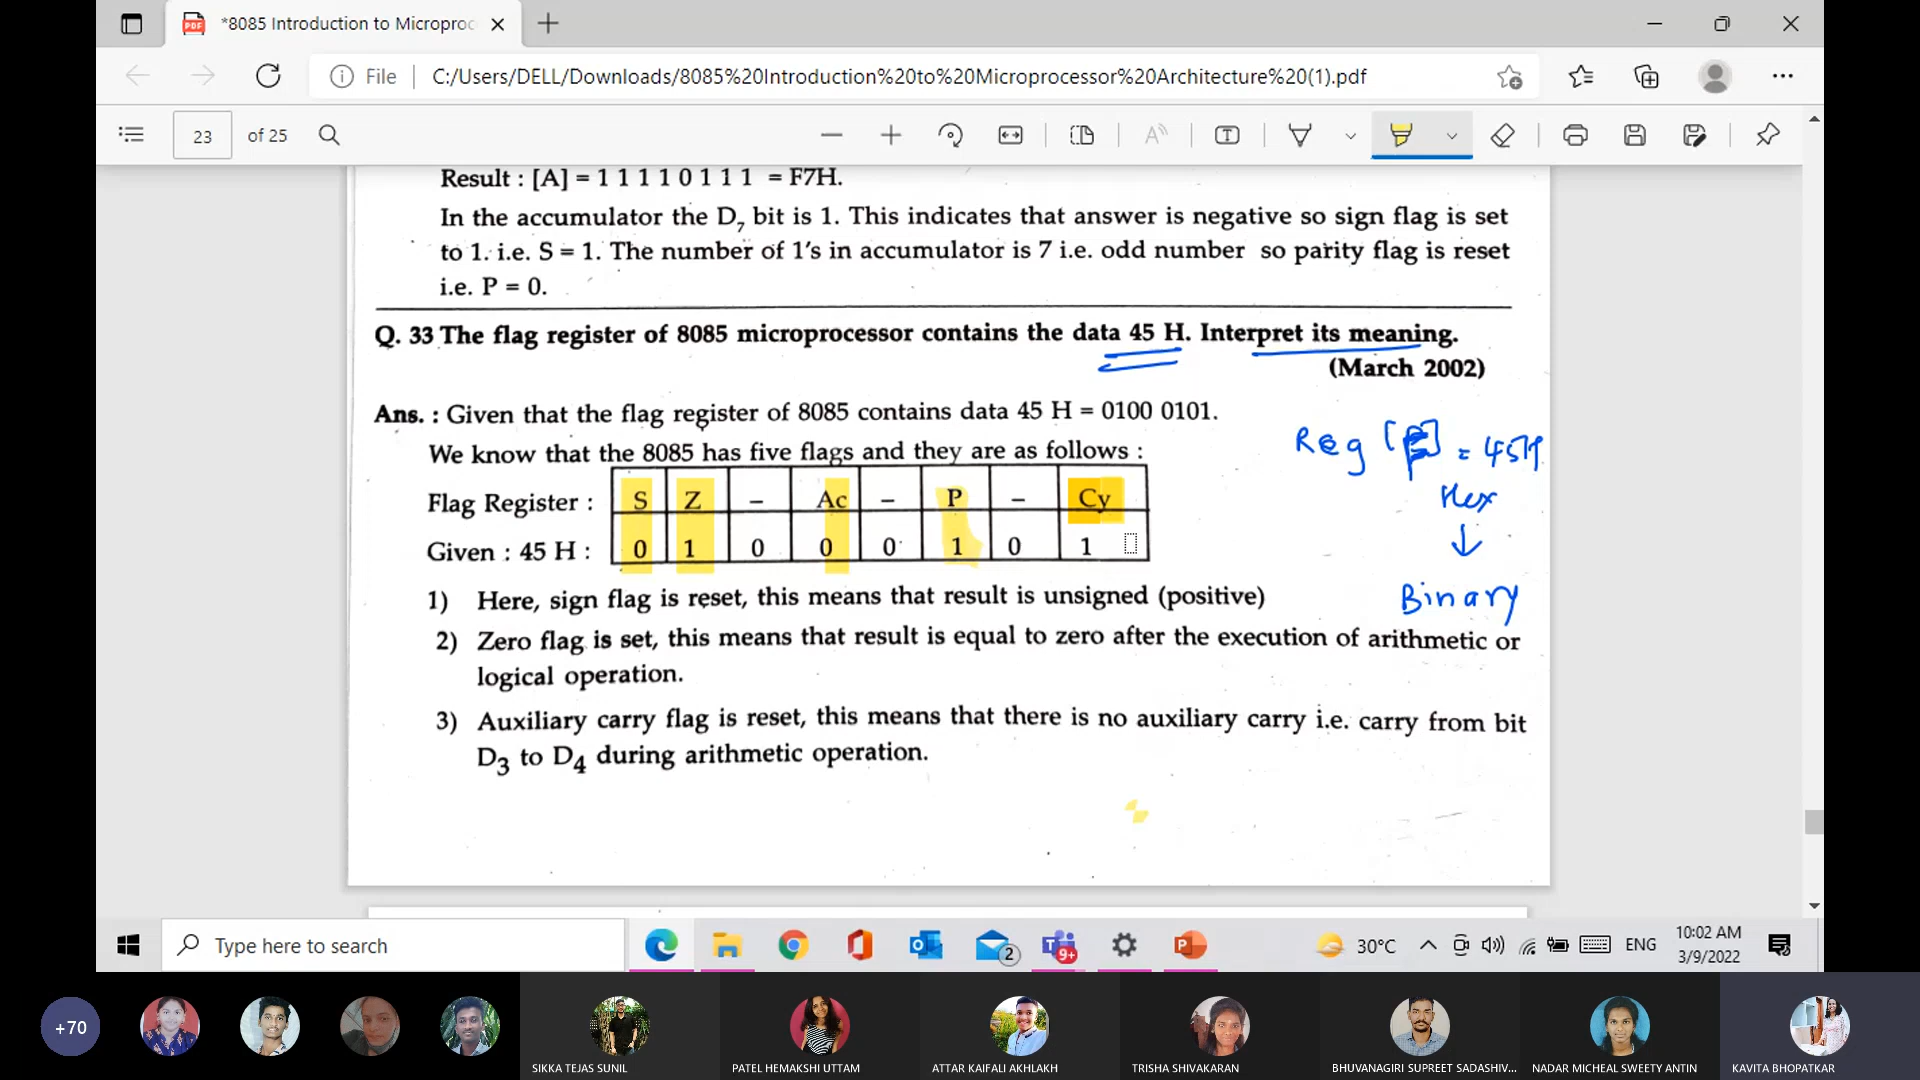 *8085 Introduction to Microproc
File
C:/Users/DELL/Downloads/8085%20Introduction%20to%20Microprocessor%20Architecture%20(1).pdf
23 of 25
Result : [A] = 1 1 1 1 0 1 1 1 = F7H.
In the accumulator the D7 bit is 1. This indicates that answer is negative so sign flag is set
to 1. i.e. S = 1. The number of 1's in accumulator is 7 i.e. odd number so parity flag is reset
i.e. P = 0.
Q. 33 The flag register of 8085 microprocessor contains the data 45 H. Interpret its meaning.
(March 2002)
Ans. : Given that the flag register of 8085 contains data 45 H = 0100 0101.
Reg [F] = 45H
We know that the 8085 has five flags and they are as follows :
Hex
Flag Register : S Z – Ac – P – Cy
Given : 45 H : 0 1 0 0 0 1 0 1
Binary
1) Here, sign flag is reset, this means that result is unsigned (positive)
2) Zero flag is set, this means that result is equal to zero after the execution of arithmetic or
logical operation.
3) Auxiliary carry flag is reset, this means that there is no auxiliary carry i.e. carry from bit
D3 to D4 during arithmetic operation.
Type here to search
2
9+
30°C
ENG
10:02 AM
3/9/2022
+70
SIKKA TEJAS SUNIL
PATEL HEMAKSHI UTTAM
ATTAR KAIFALI AKHLAKH
TRISHA SHIVAKARAN
BHUVANAGIRI SUPREET SADASHIV...
NADAR MICHEAL SWEETY ANTIN
KAVITA BHOPATKAR